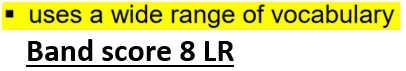 ▪ uses a wide range of vocabulary
Band score 8 LR